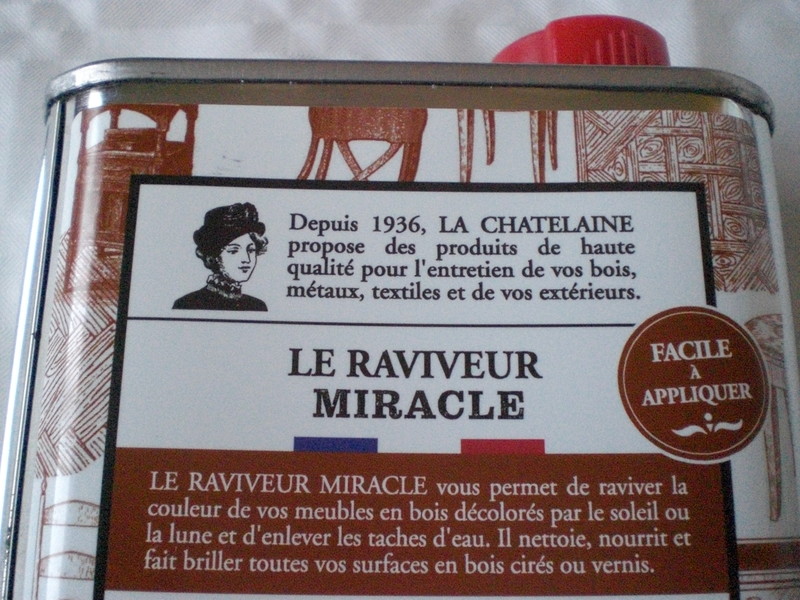 Depuis 1936, LA CHATELAINE
propose des produits de haute
qualité pour l'entretien de vos bois,
métaux, textiles et de vos extérieurs.
LE RAVIVEUR
MIRACLE
FACILE
À
APPLIQUER
LE RAVIVEUR MIRACLE vous permet de raviver la
couleur de vos meubles en bois décolorés par le soleil ou
la lune et d'enlever les taches d'eau. Il nettoie, nourrit et
fait briller toutes vos surfaces en bois cirés ou vernis.